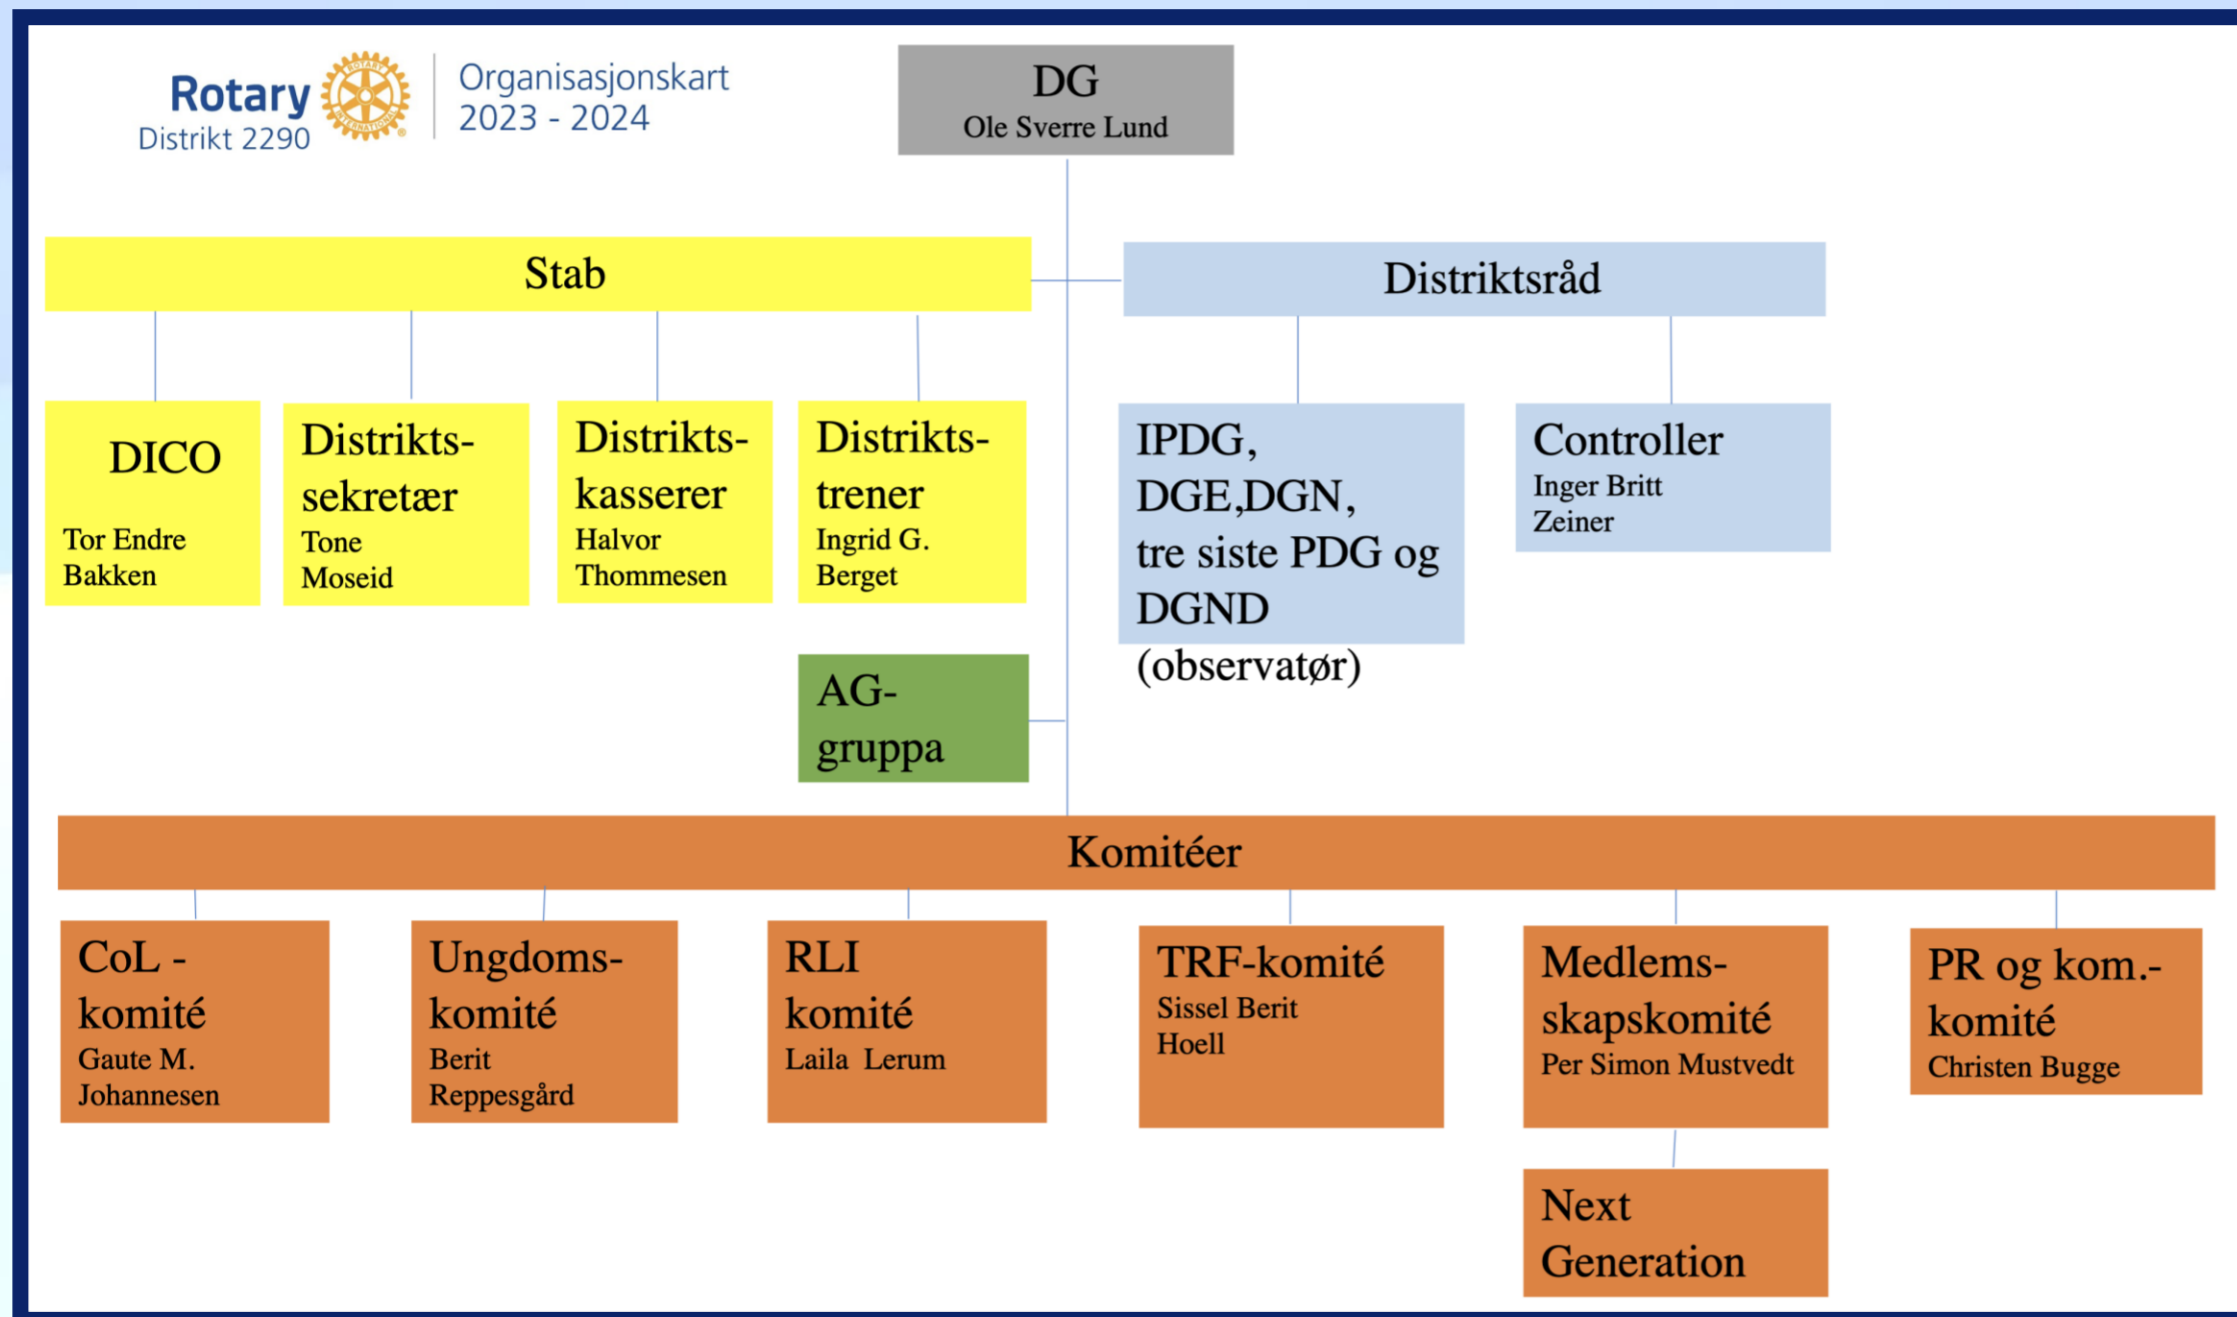 Rotary
Distrikt 2290
ROTARY
INTERNATIONAL
Organisasjonskart
2023 - 2024
DG
Ole Sverre Lund
Stab
Distriktsråd
DICO
Tor Endre
Bakken
Distrikts-
sekretær
Tone
Moseid
Distrikts-
kasserer
Halvor
Thommesen
Distrikts-
trener
Ingrid G.
Berget
IPDG,
DGE,DGN,
tre siste PDG og
DGND
(observatør)
Controller
Inger Britt
Zeiner
AG-
gruppa
Komitéer
CoL -
komité
Gaute M.
Johannesen
Ungdoms-
komité
Berit
Reppesgård
RLI
komité
Laila  Lerum
TRF-komité
Sissel Berit
Hoell
Medlems-
skapskomité
Per Simon Mustvedt
PR og kom.-
komité
Christen Bugge
Next
Generation